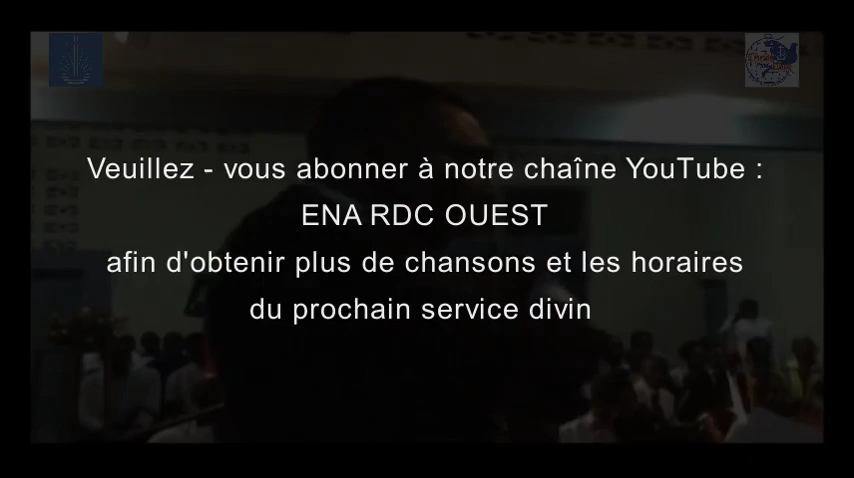 Veuillez - vous abonner à notre chaîne YouTube :
ENA RDC OUEST
afin d'obtenir plus de chansons et les horaires
du prochain service divin